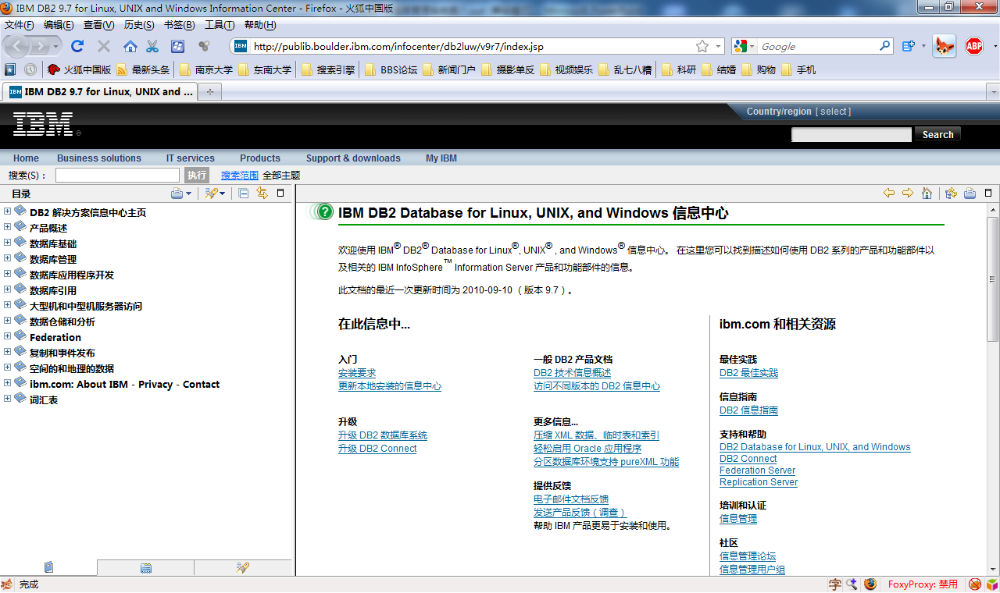 IBM DB2 9.7 for Linux, UNIX and Windows Information Center - Firefox - 火狐中国版
文件(F) 编辑(E) 查看(V) 历史(S) 书签(B) 工具(T) 帮助(H)
IBM http://publib.boulder.ibm.com/infocenter/db2luw/v9r7/index.jsp Google ABP
火狐中国版 最新头条 南京大学 东南大学 搜索引擎 BBS论坛 新闻门户 摄影单反 视频娱乐 乱七八糟 科研 结婚 购物 手机
IBM IBM DB2 9.7 for Linux, UNIX and ...
Country/region [ select ]
IBM®
Search
Home Business solutions IT services Products Support & downloads My IBM
搜索(S)： 执行 搜索范围 全部主题
目录
DB2 解决方案信息中心主页
产品概述
数据库基础
数据库管理
数据库应用程序开发
数据库引用
大型机和中型机服务器访问
数据仓储和分析
Federation
复制和事件发布
空间的和地理的数据
ibm.com: About IBM - Privacy - Contact
词汇表
IBM DB2 Database for Linux, UNIX, and Windows 信息中心
欢迎使用 IBM® DB2® Database for Linux®, UNIX® , and Windows® 信息中心。 在这里您可以找到描述如何使用 DB2 系列的产品和功能部件以
及相关的 IBM InfoSphere™ Information Server 产品和功能部件的信息。
此文档的最近一次更新时间为 2010-09-10 （版本 9.7）。
在此信息中...
入门
安装要求
更新本地安装的信息中心
升级
升级 DB2 数据库系统
升级 DB2 Connect
一般 DB2 产品文档
DB2 技术信息概述
访问不同版本的 DB2 信息中心
更多信息...
压缩 XML 数据、临时表和索引
轻松启用 Oracle 应用程序
分区数据库环境支持 pureXML 功能
提供反馈
电子邮件文档反馈
发送产品反馈（调查）
帮助 IBM 产品更易于安装和使用。
ibm.com 和相关资源
最佳实践
DB2 最佳实践
信息指南
DB2 信息指南
支持和帮助
DB2 Database for Linux, UNIX, and Windows
DB2 Connect
Federation Server
Replication Server
培训和认证
信息管理
社区
信息管理论坛
信息管理用户组
完成 字 FoxyProxy: 禁用